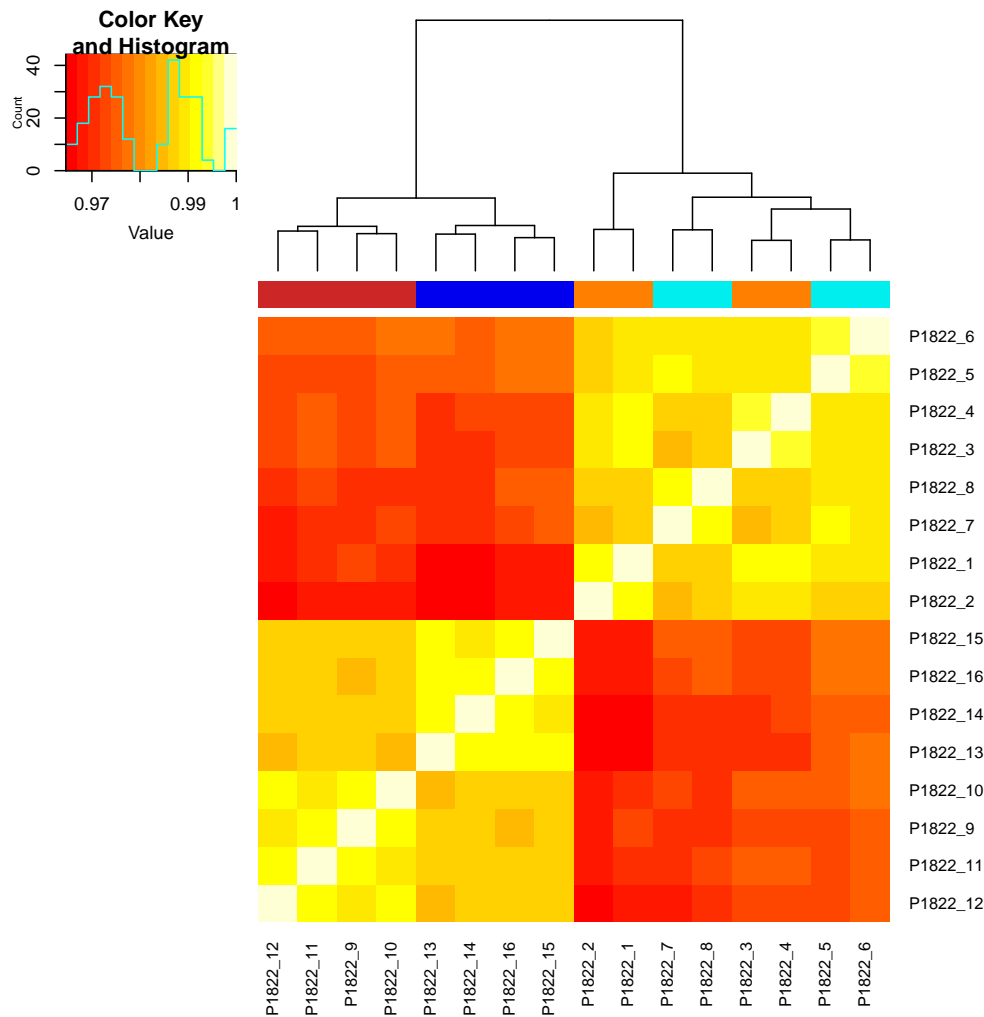 Color Key
and Histogram
Count
0
20
40
0.97
0.99
1
Value
P1822_6
P1822_5
P1822_4
P1822_3
P1822_8
P1822_7
P1822_1
P1822_2
P1822_15
P1822_16
P1822_14
P1822_13
P1822_10
P1822_9
P1822_11
P1822_12
P1822_12
P1822_11
P1822_9
P1822_10
P1822_13
P1822_14
P1822_16
P1822_15
P1822_2
P1822_1
P1822_7
P1822_8
P1822_3
P1822_4
P1822_5
P1822_6